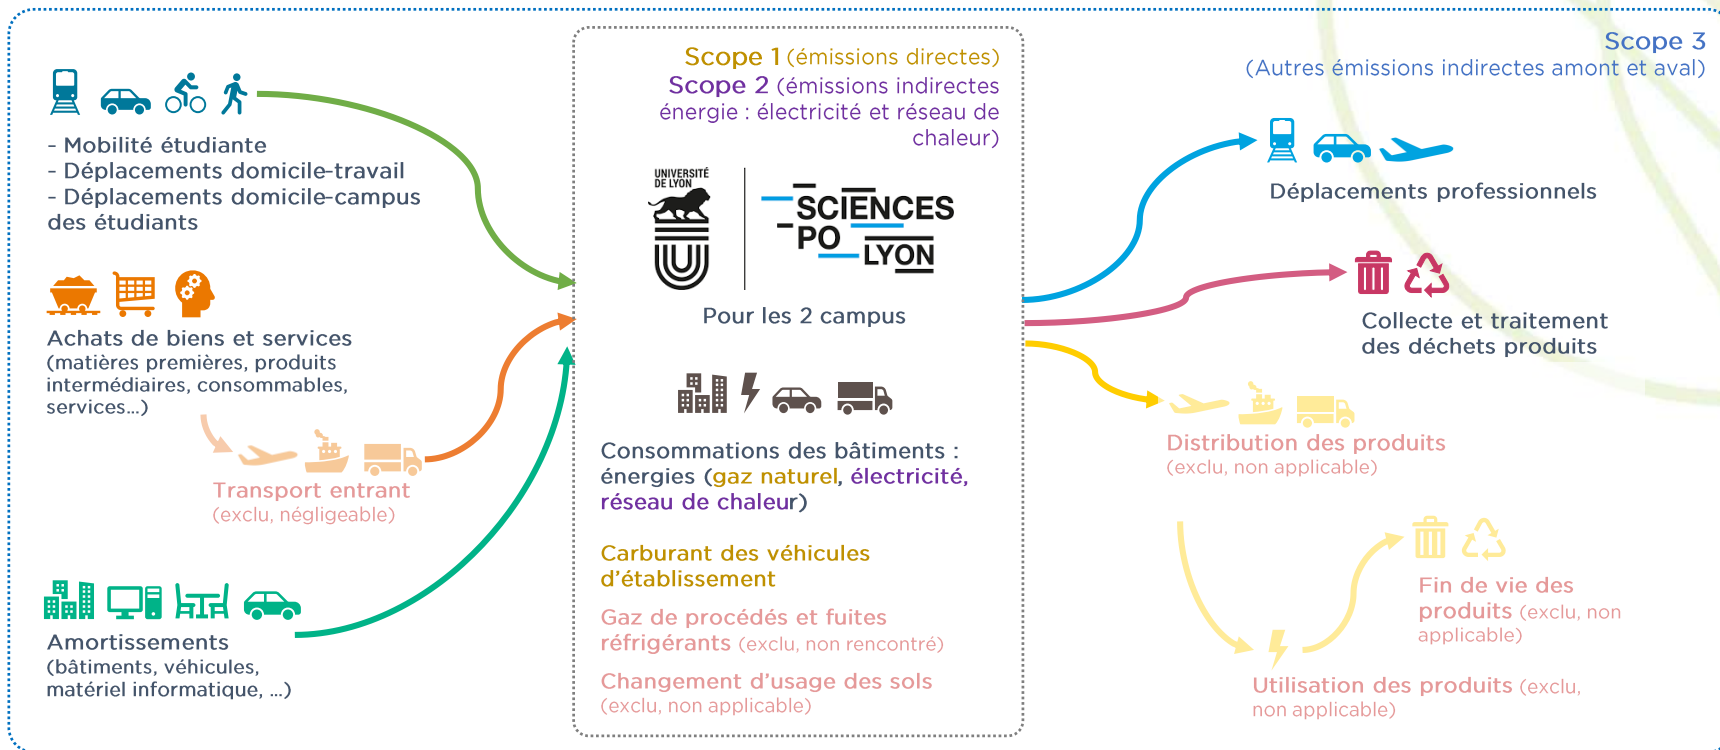 - Mobilité étudiante
- Déplacements domicile-travail
- Déplacements domicile-campus
des étudiants
Achats de biens et services
(matières premières, produits
intermédiaires, consommables,
services...)
Transport entrant
(exclu, négligeable)
Amortissements
(bâtiments, véhicules,
matériel informatique, ...)
Scope 1 (émissions directes)
Scope 2 (émissions indirectes
énergie : électricité et réseau de
chaleur)
UNIVERSITÉ
DE LYON
SCIENCES
PO
LYON
Pour les 2 campus
Consommations des bâtiments :
énergies (gaz naturel, électricité,
réseau de chaleur)
Carburant des véhicules
d'établissement
Gaz de procédés et fuites
réfrigérants (exclu, non rencontré)
Changement d'usage des sols
(exclu, non applicable)
Scope 3
(Autres émissions indirectes amont et aval)
Déplacements professionnels
Collecte et traitement
des déchets produits
Distribution des produits
(exclu, non applicable)
Fin de vie des
produits (exclu, non
applicable)
Utilisation des produits (exclu,
non applicable)